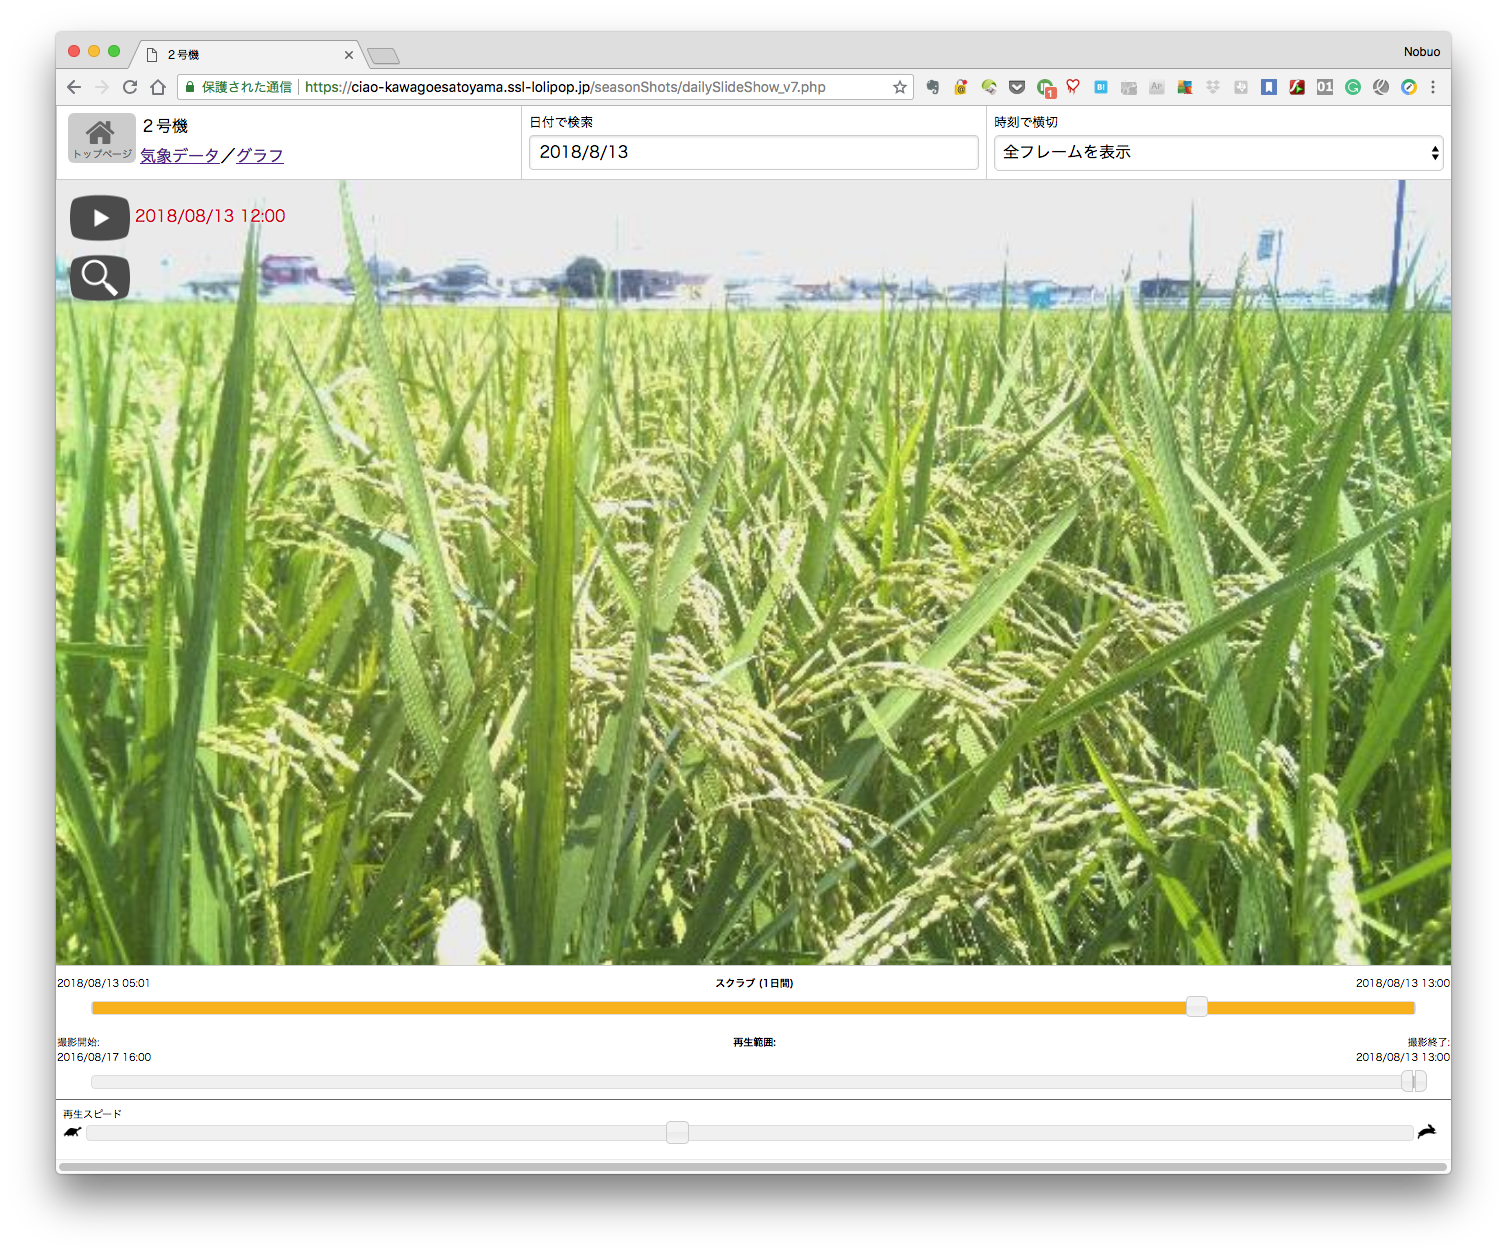 ２号機
Nobuo
保護された通信
https://ciao-kawagoesatoyama.ssl-lolipop.jp/seasonShots/dailySlideShow_v7.php
1
B!
01
トップページ
２号機
気象データ／グラフ
日付で検索
2018/8/13
時刻で横切
全フレームを表示
2018/08/13 12:00
2018/08/13 05:01
スクラブ (1日間)
2018/08/13 13:00
撮影開始:
再生範囲:
撮影終了:
2016/08/17 16:00
2018/08/13 13:00
再生スピード